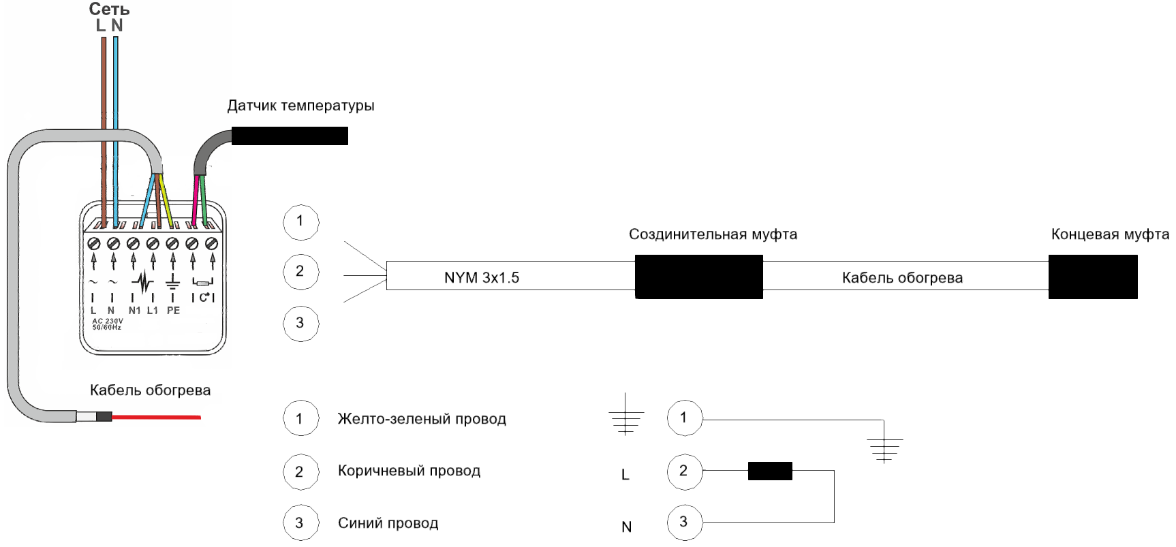 Сеть
L N
Датчик температуры
L N N1 L1 PE C°
AC 230V
50/60Hz
Кабель обогрева
1
2
3
NYM 3x1.5
Создинительная муфта
Кабель обогрева
Концевая муфта
1 Желто-зеленый провод
2 Коричневый провод
3 Синий провод
1
L 2
N 3